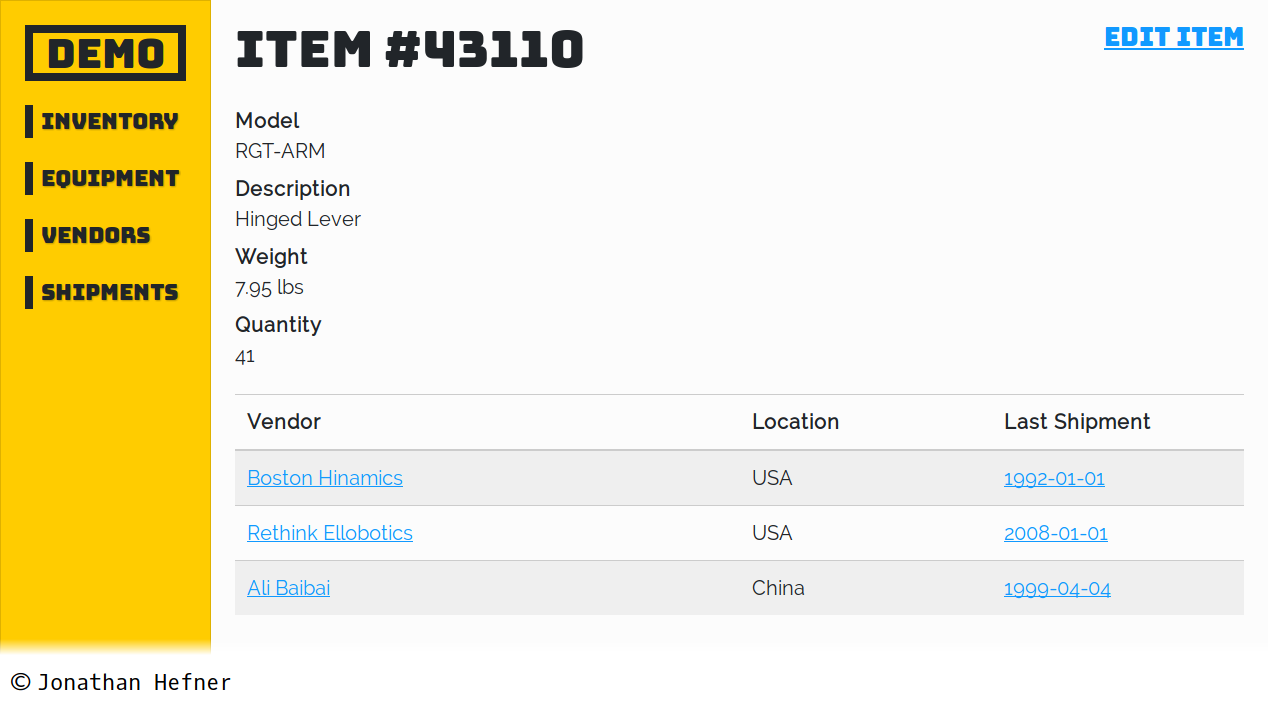 DEMO
INVENTORY
EQUIPMENT
VENDORS
SHIPMENTS
ITEM #43110
EDIT ITEM
Model
RGT-ARM
Description
Hinged Lever
Weight
7.95 lbs
Quantity
41
Vendor Location Last Shipment
Boston Hinamics USA 1992-01-01
Rethink Ellobotics USA 2008-01-01
Ali Baibai China 1999-04-04
© Jonathan Hefner